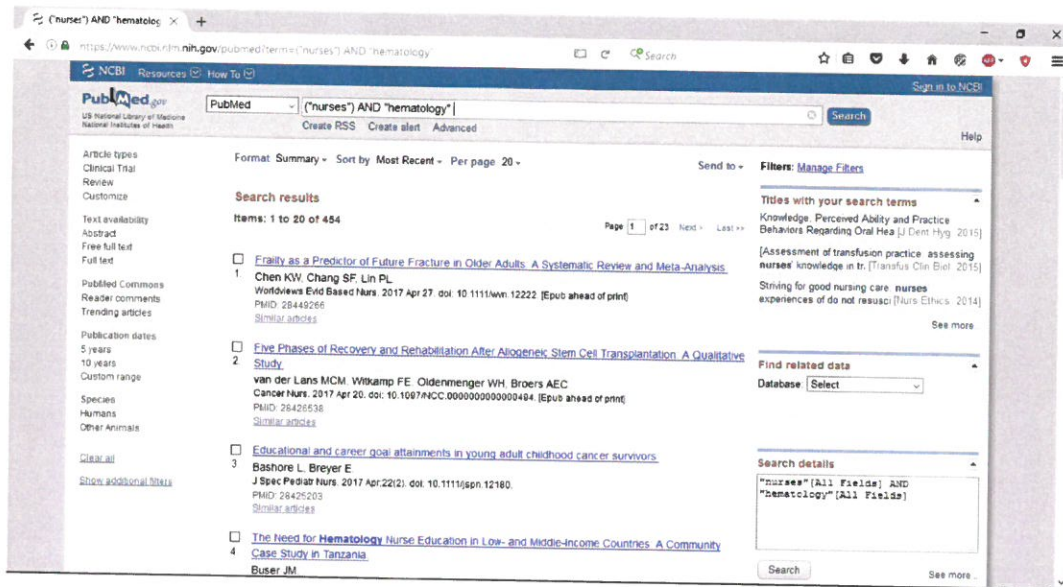 ("nurses") AND "hematolog × +
https://www.ncbi.nlm.nih.gov/pubmed?term=("nurses") AND "hematology"
Search
NCBI Resources How To
Sign in to NCBI
PubMed.gov
US National Library of Medicine
National Institutes of Health
PubMed
("nurses") AND "hematology"
Search
Create RSS Create alert Advanced
Help
Article types
Clinical Trial
Review
Customize
Text availability
Abstract
Free full text
Full text
PubMed Commons
Reader comments
Trending articles
Publication dates
5 years
10 years
Custom range
Species
Humans
Other Animals
Clear all
Show additional filters
Format Summary Sort by Most Recent Per page 20
Send to
Search results
Items: 1 to 20 of 454
Page 1 of 23 Next > Last >>
Frailty as a Predictor of Future Fracture in Older Adults: A Systematic Review and Meta-Analysis.
1. Chen KW, Chang SF, Lin PL.
Worldviews Evid Based Nurs. 2017 Apr 27. doi: 10.1111/wvn.12222. [Epub ahead of print]
PMID: 28449266
Similar articles
Five Phases of Recovery and Rehabilitation After Allogeneic Stem Cell Transplantation: A Qualitative
2. Study.
van der Lans MCM, Witkamp FE, Oldenmenger WH, Broers AEC.
Cancer Nurs. 2017 Apr 20. doi: 10.1097/NCC.0000000000000494. [Epub ahead of print]
PMID: 28426538
Similar articles
Educational and career goal attainments in young adult childhood cancer survivors.
3 Bashore L, Breyer E.
J Spec Pediatr Nurs. 2017 Apr;22(2). doi: 10.1111/jspn.12180.
PMID: 28425203
Similar articles
The Need for Hematology Nurse Education in Low- and Middle-Income Countries: A Community
4 Case Study in Tanzania.
Buser JM
Filters: Manage Filters
Titles with your search terms
Knowledge, Perceived Ability and Practice
Behaviors Regarding Oral Hea [J Dent Hyg. 2015]
[Assessment of transfusion practice: assessing
nurses' knowledge in tr. [Transfus Clin Biol. 2015]
Striving for good nursing care: nurses'
experiences of do not resusci [Nurs Ethics. 2014]
See more...
Find related data
Database: Select
Search details
"nurses"[All Fields] AND
"hematology"[All Fields]
Search
See more...